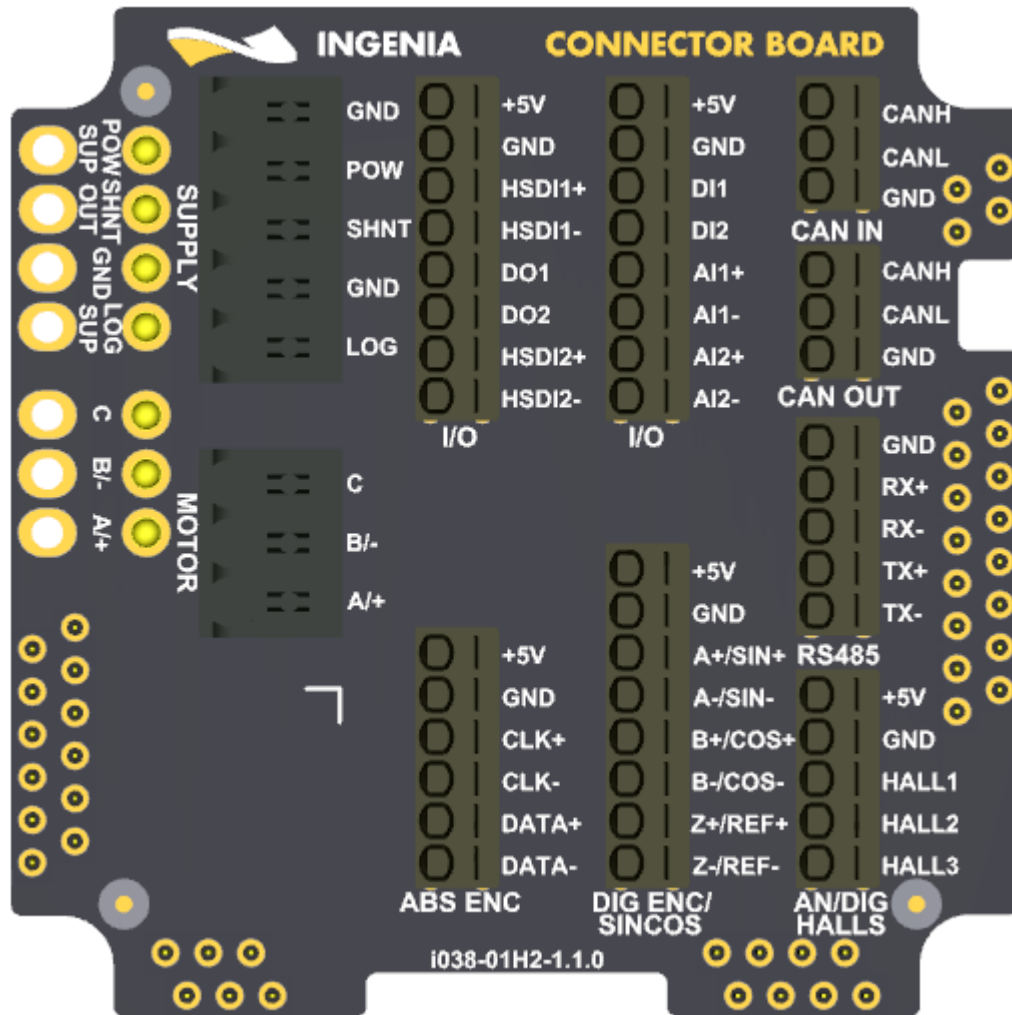 INGENIA
CONNECTOR BOARD
POW SUP
SHNT OUT
GND
LOG SUP
SUPPLY
C
B/-
A/+
MOTOR
GND
POW
SHNT
GND
LOG
C
B/-
A/+
+5V
GND
HSDI1+
HSDI1-
DO1
DO2
HSDI2+
HSDI2-
I/O
+5V
GND
DI1
DI2
AI1+
AI1-
AI2+
AI2-
I/O
CANH
CANL
GND
CAN IN
CANH
CANL
GND
CAN OUT
GND
RX+
RX-
TX+
TX-
RS485
+5V
GND
CLK+
CLK-
DATA+
DATA-
ABS ENC
+5V
GND
A+/SIN+
A-/SIN-
B+/COS+
B-/COS-
Z+/REF+
Z-/REF-
DIG ENC/
SINCOS
+5V
GND
HALL1
HALL2
HALL3
AN/DIG
HALLS
i038-01H2-1.1.0